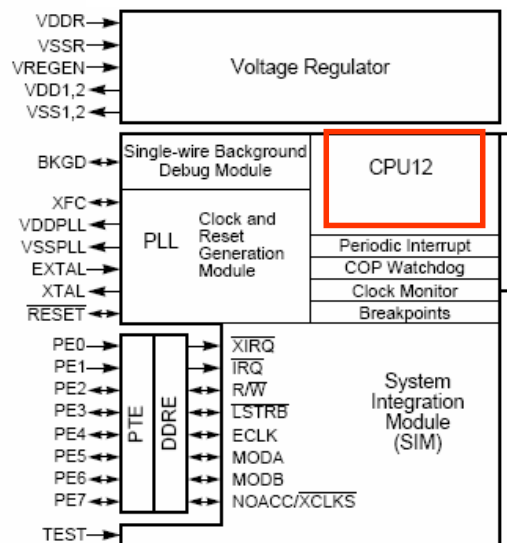 VDDR
VSSR
VREGEN
VDD1,2
VSS1,2
Voltage Regulator
BKGD
Single-wire Background
Debug Module
CPU12
XFC
VDDPLL
VSSPLL
EXTAL
XTAL
RESET
PLL
Clock and
Reset
Generation
Module
Periodic Interrupt
COP Watchdog
Clock Monitor
Breakpoints
PE0
PE1
PE2
PE3
PE4
PE5
PE6
PE7
TEST
PTE
DDRE
XIRQ
IRQ
R/W
LSTRB
ECLK
MODA
MODB
NOACC/XCLKS
System
Integration
Module
(SIM)